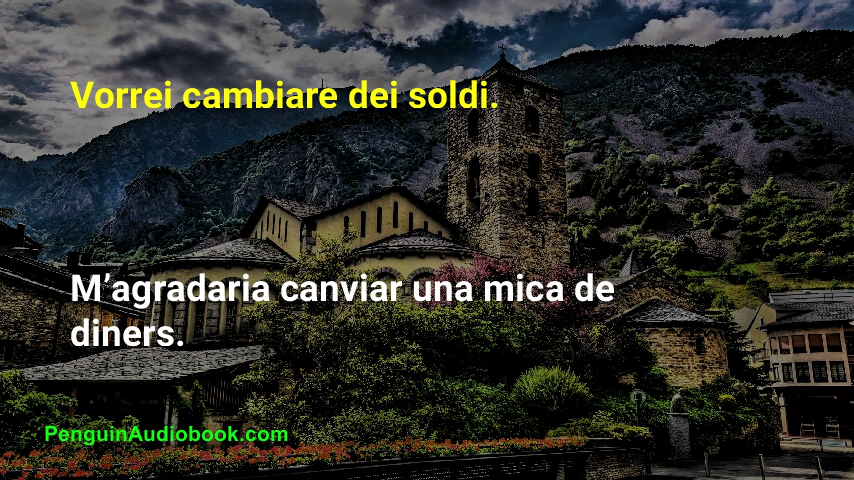 Vorrei cambiare dei soldi.
M’agradaria canviar una mica de
diners.
PenguinAudiobook.com